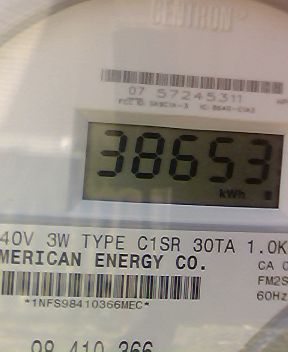 CENTRON
07 57245311
38653
kWh
40V 3W TYPE C1SR 30TA 1.0K
MERICAN ENERGY CO.
CA
FM2S
60Hz
*1NFS98410366MEC*
98 410 366